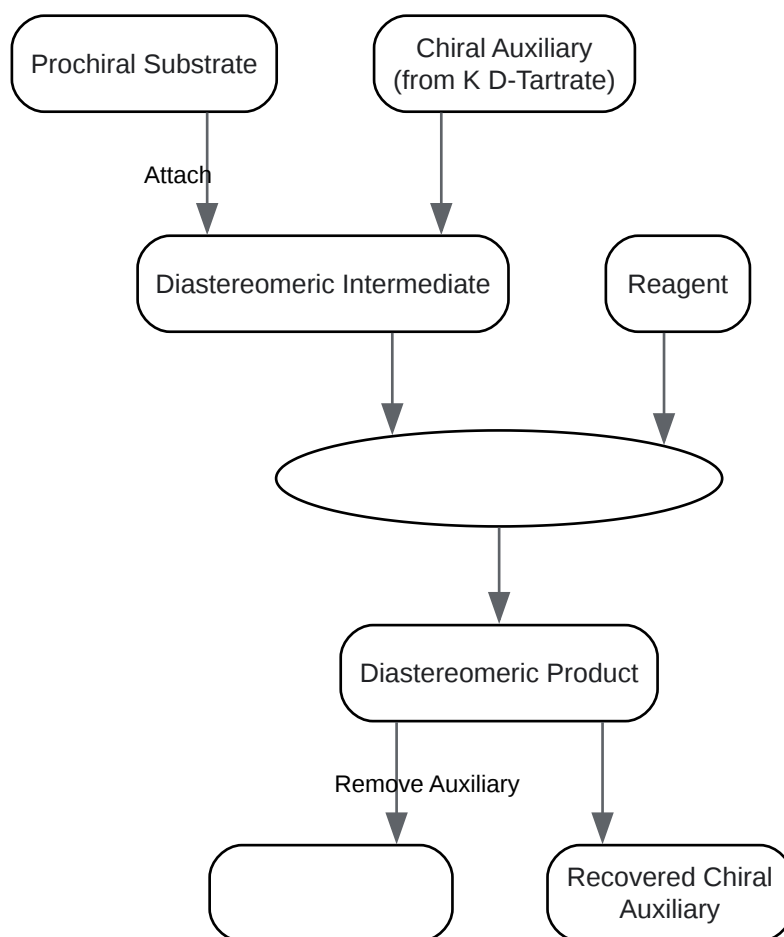 Prochiral Substrate
Chiral Auxiliary
(from K D-Tartrate)
Attach
Diastereomeric Intermediate
Reagent
Diastereomeric Product
Remove Auxiliary
Recovered Chiral
Auxiliary